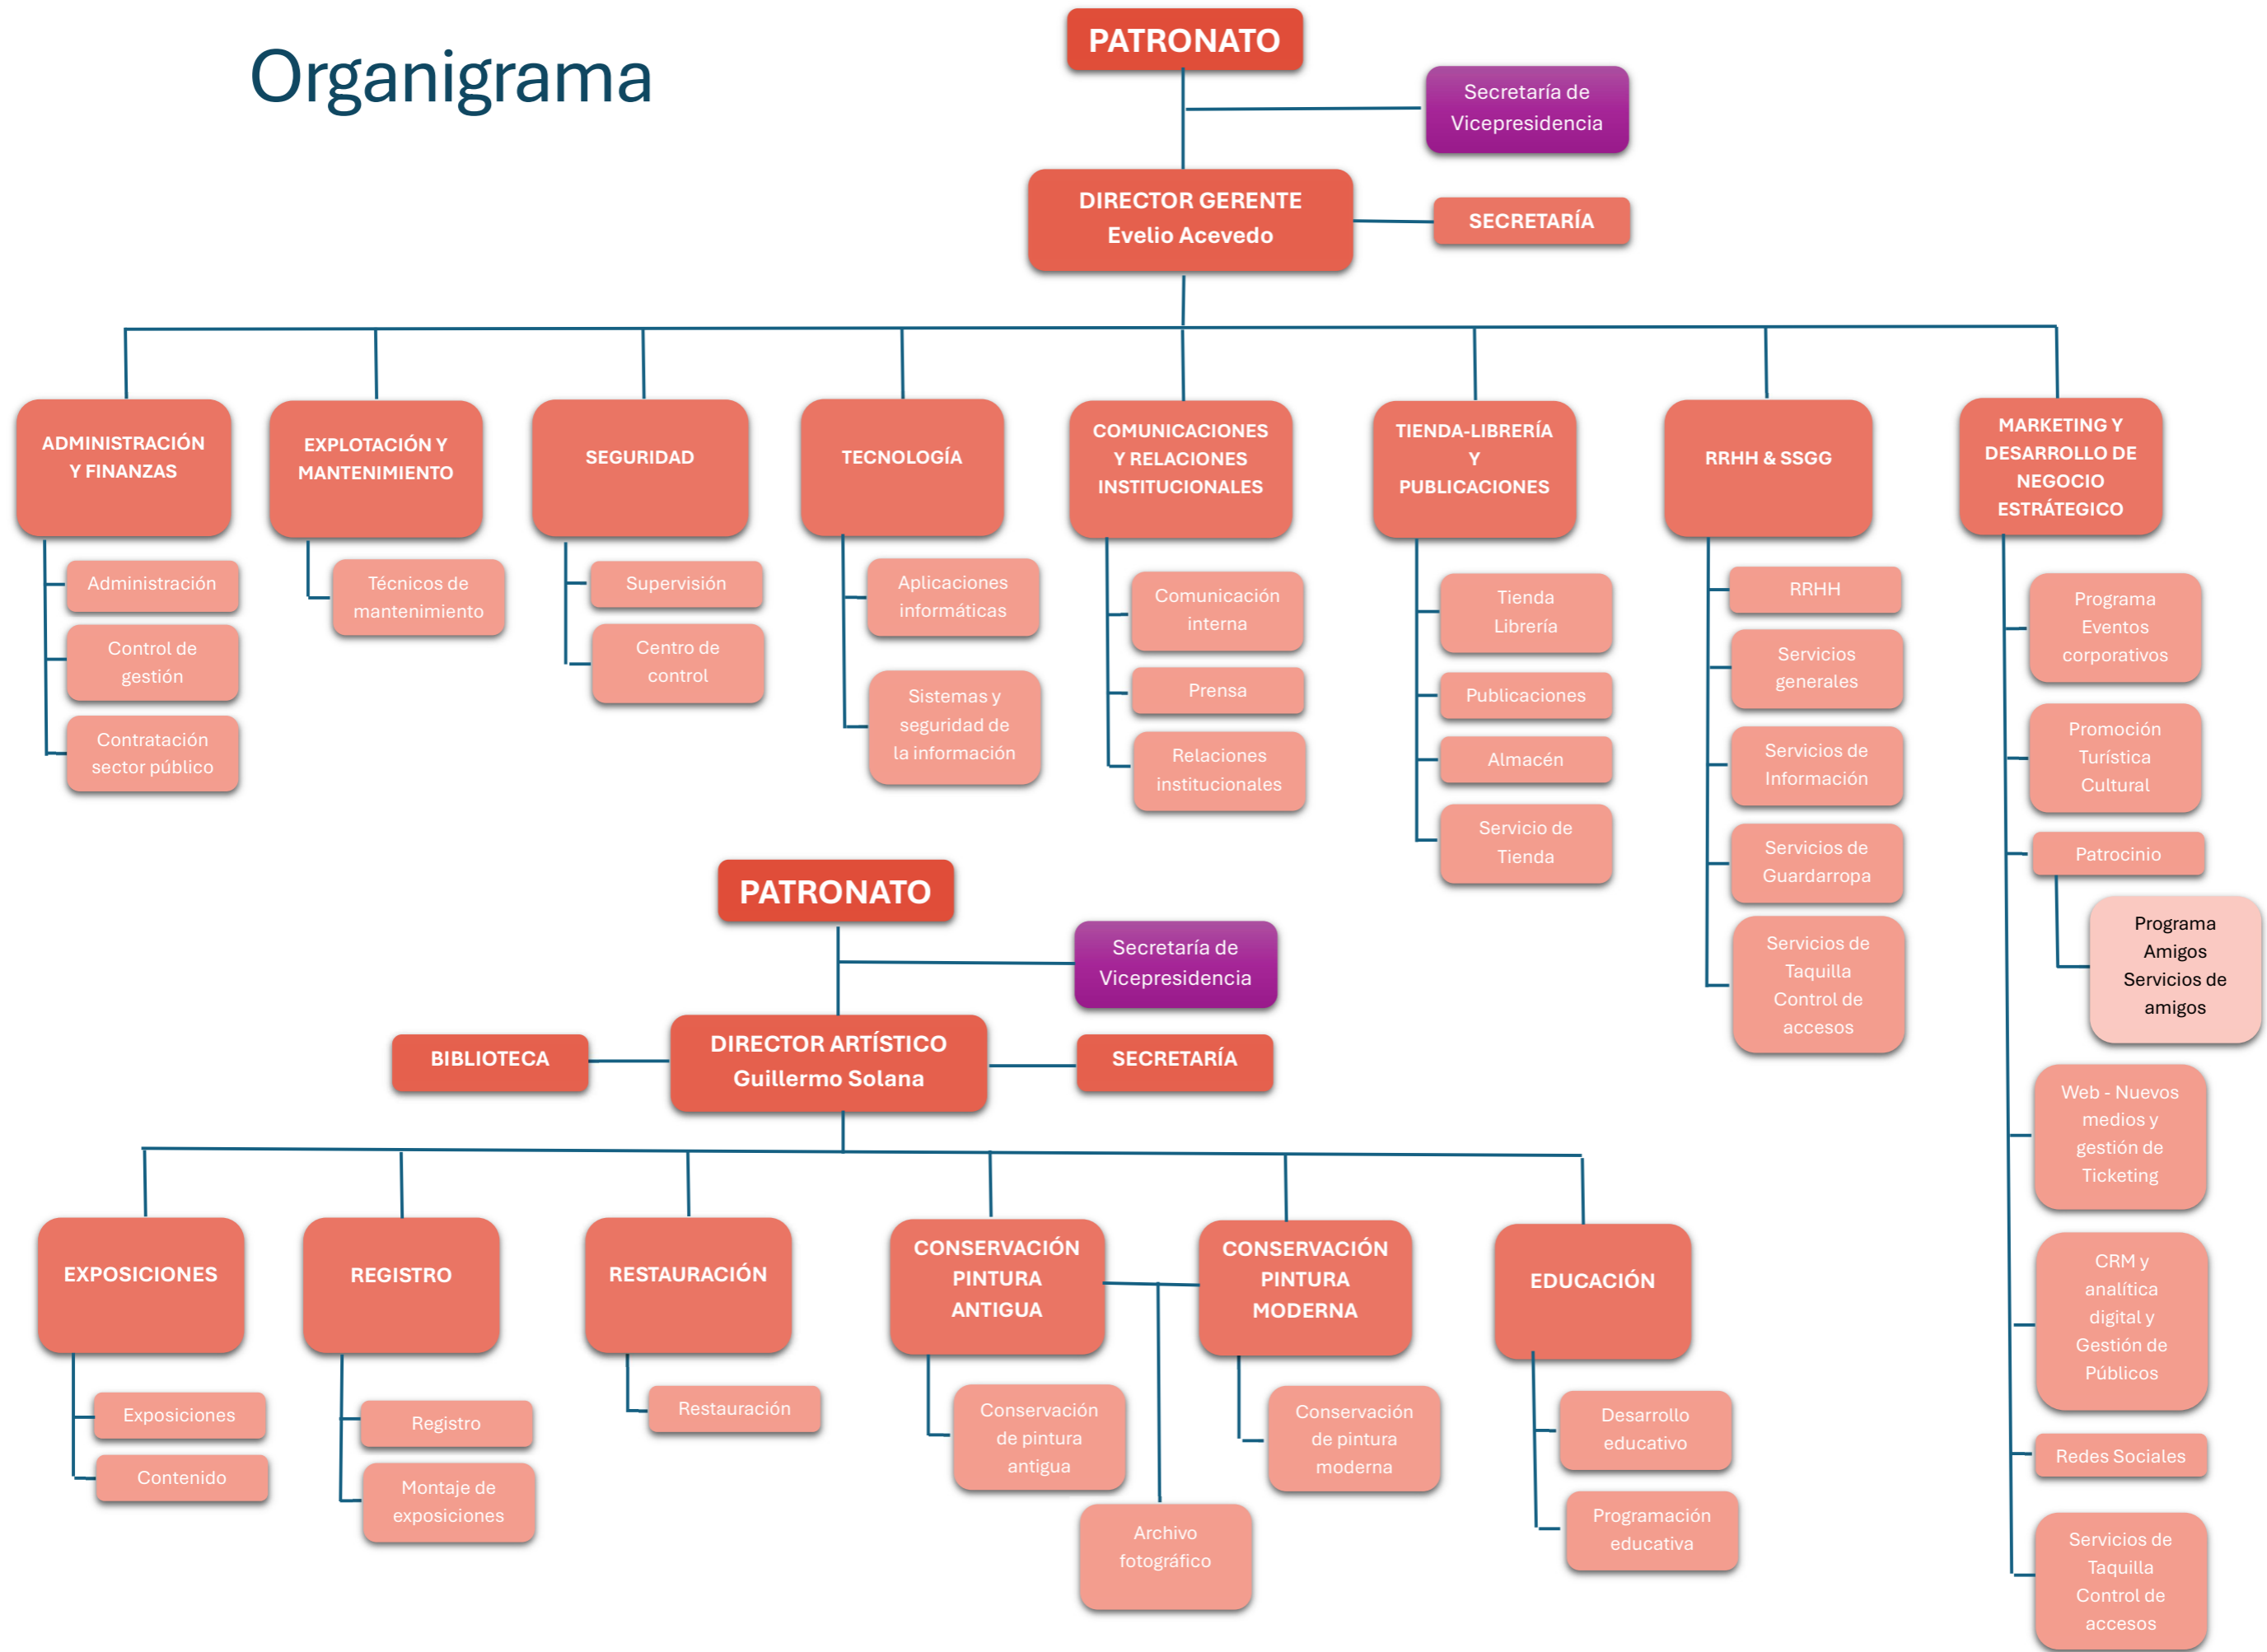 Organigrama
PATRONATO
Secretaría de
Vicepresidencia
DIRECTOR GERENTE
Evelio Acevedo
SECRETARÍA
ADMINISTRACIÓN
Y FINANZAS
Administración
Control de
gestión
Contratación
sector público
EXPLOTACIÓN Y
MANTENIMIENTO
Técnicos de
mantenimiento
SEGURIDAD
Supervisión
Centro de
control
TECNOLOGÍA
Aplicaciones
informáticas
Sistemas y
seguridad de
la información
COMUNICACIONES
Y RELACIONES
INSTITUCIONALES
Comunicación
interna
Prensa
Relaciones
institucionales
TIENDA-LIBRERÍA
Y
PUBLICACIONES
Tienda
Librería
Publicaciones
Almacén
Servicio de
Tienda
RRHH & SSGG
RRHH
Servicios
generales
Servicios de
Información
Servicios de
Guardarropa
Servicios de
Taquilla
Control de
accesos
MARKETING Y
DESARROLLO DE
NEGOCIO
ESTRÁTEGICO
Programa
Eventos
corporativos
Promoción
Turística
Cultural
Patrocinio
Programa
Amigos
Servicios de
amigos
Web - Nuevos
medios y
gestión de
Ticketing
CRM y
analítica
digital y
Gestión de
Públicos
Redes Sociales
Servicios de
Taquilla
Control de
accesos
PATRONATO
Secretaría de
Vicepresidencia
BIBLIOTECA
DIRECTOR ARTÍSTICO
Guillermo Solana
SECRETARÍA
EXPOSICIONES
Exposiciones
Contenido
REGISTRO
Registro
Montaje de
exposiciones
RESTAURACIÓN
Restauración
CONSERVACIÓN
PINTURA
ANTIGUA
Conservación
de pintura
antigua
Archivo
fotográfico
CONSERVACIÓN
PINTURA
MODERNA
Conservación
de pintura
moderna
EDUCACIÓN
Desarrollo
educativo
Programación
educativa